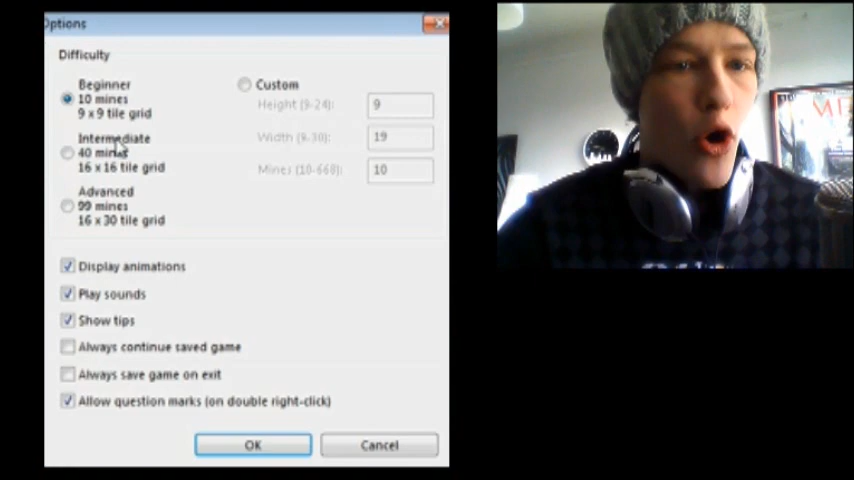 Options
Difficulty
Beginner
10 mines
9 x 9 tile grid
Intermediate
40 mines
16 x 16 tile grid
Advanced
99 mines
16 x 30 tile grid
Custom
Height (9-24): 9
Width (9-30): 19
Mines (10-668): 10
Display animations
Play sounds
Show tips
Always continue saved game
Always save game on exit
Allow question marks (on double right-click)
OK
Cancel